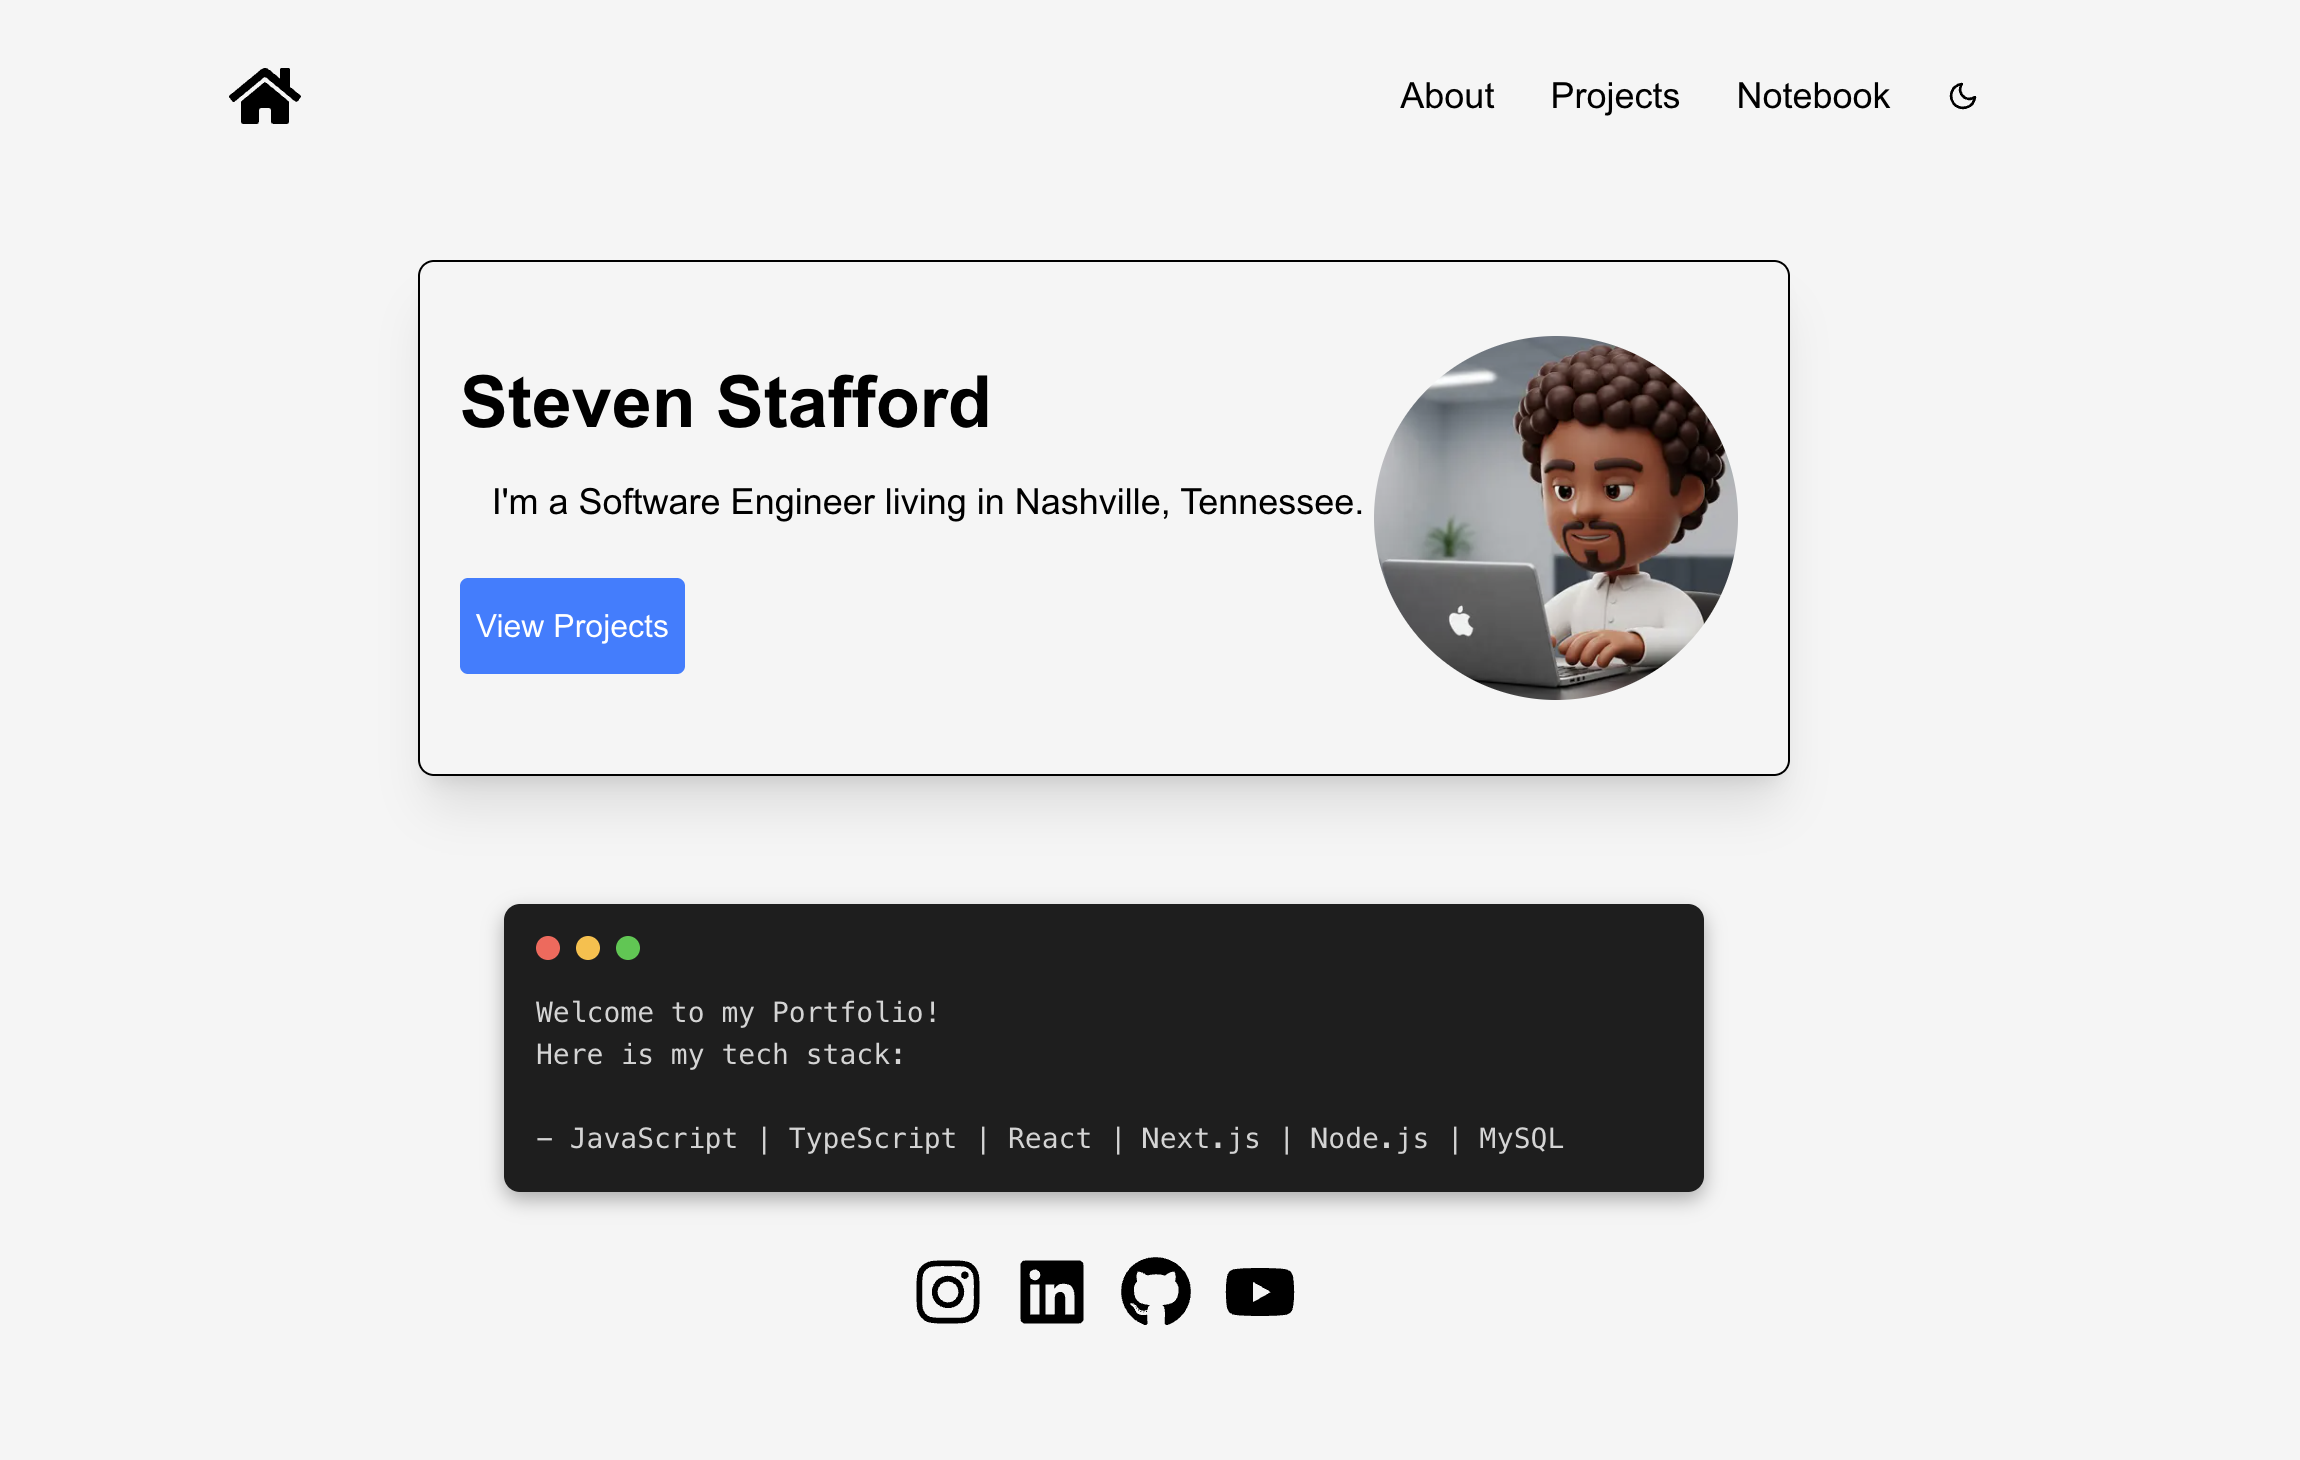 About Projects Notebook
Steven Stafford
I'm a Software Engineer living in Nashville, Tennessee.
View Projects
Welcome to my Portfolio!
Here is my tech stack:
– JavaScript | TypeScript | React | Next.js | Node.js | MySQL
in